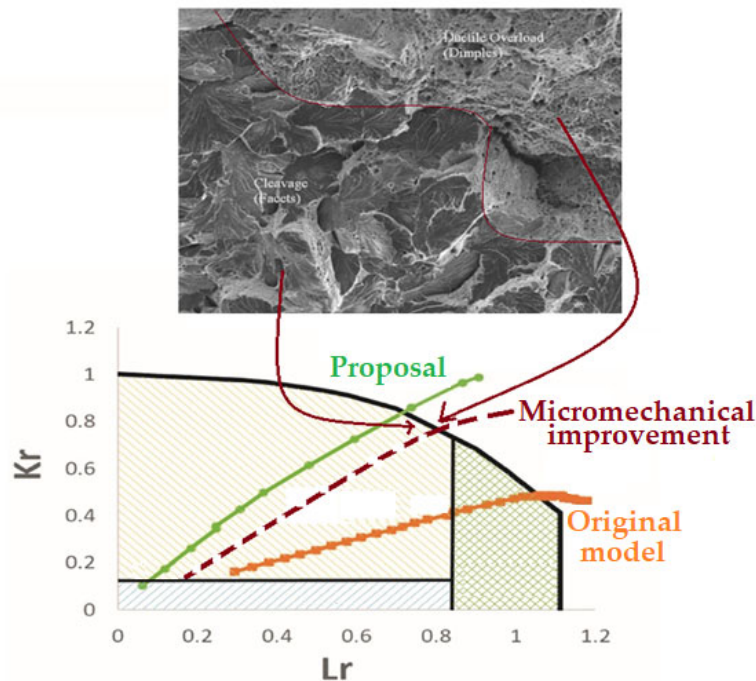 Ductile Overload
(Dimples)
Cleavage
(Facets)
1.2
1
0.8
0.6
0.4
0.2
0
Kr
Proposal
Micromechanical
improvement
Original
model
0 0.2 0.4 0.6 0.8 1 1.2
Lr